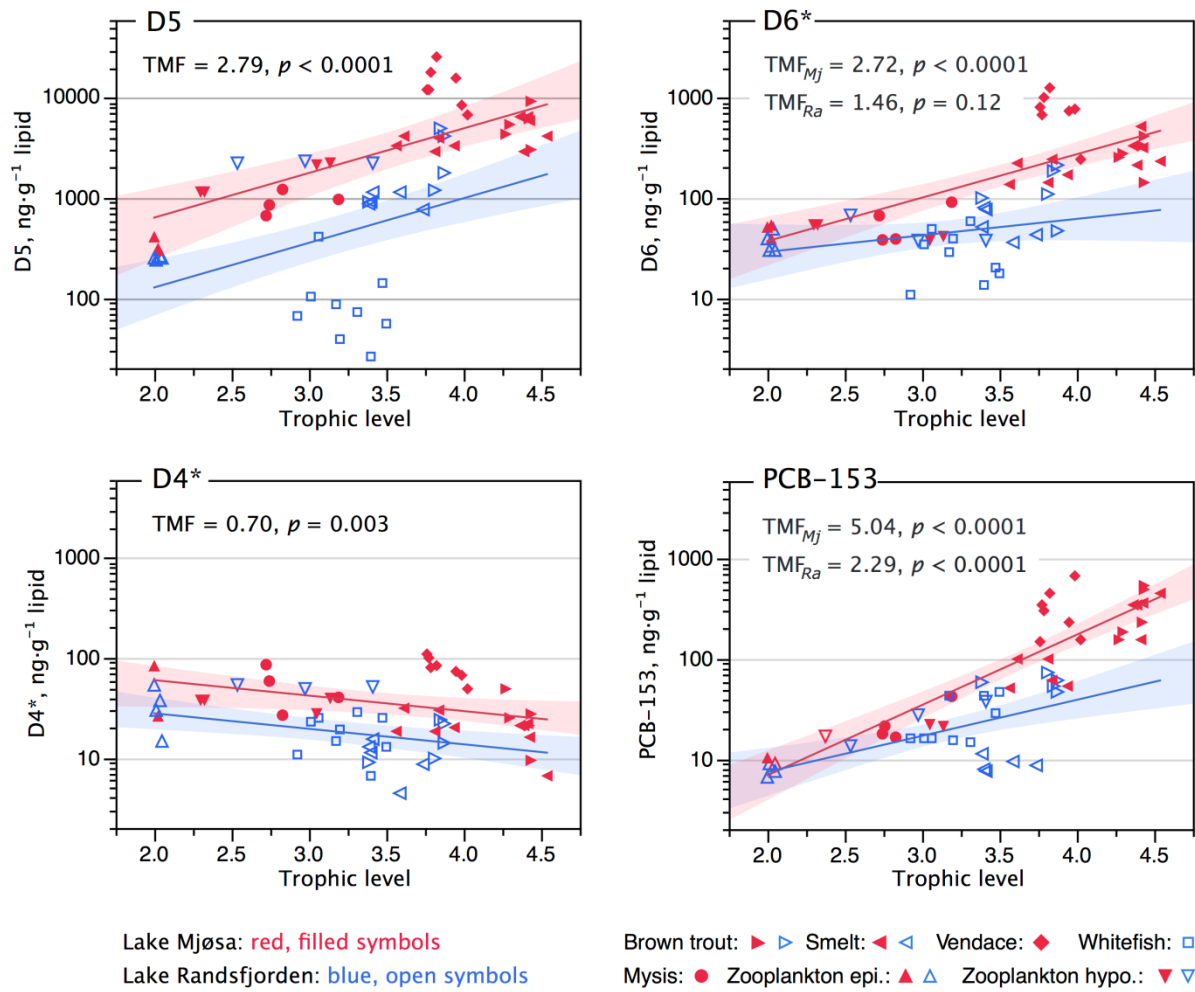 D5
TMF = 2.79, p < 0.0001
10000
1000
100
D5, ng·g⁻¹ lipid
2.0 2.5 3.0 3.5 4.0 4.5
Trophic level
D6*
TMF_Mj = 2.72, p < 0.0001
TMF_Ra = 1.46, p = 0.12
1000
100
10
D6, ng·g⁻¹ lipid
2.0 2.5 3.0 3.5 4.0 4.5
Trophic level
D4*
TMF = 0.70, p = 0.003
1000
100
10
D4*, ng·g⁻¹ lipid
2.0 2.5 3.0 3.5 4.0 4.5
Trophic level
PCB-153
TMF_Mj = 5.04, p < 0.0001
TMF_Ra = 2.29, p < 0.0001
1000
100
10
PCB-153, ng·g⁻¹ lipid
2.0 2.5 3.0 3.5 4.0 4.5
Trophic level
Lake Mjøsa: red, filled symbols
Lake Randsfjorden: blue, open symbols
Brown trout: Smelt: Vendace: Whitefish:
Mysis: Zooplankton epi.: Zooplankton hypo.: